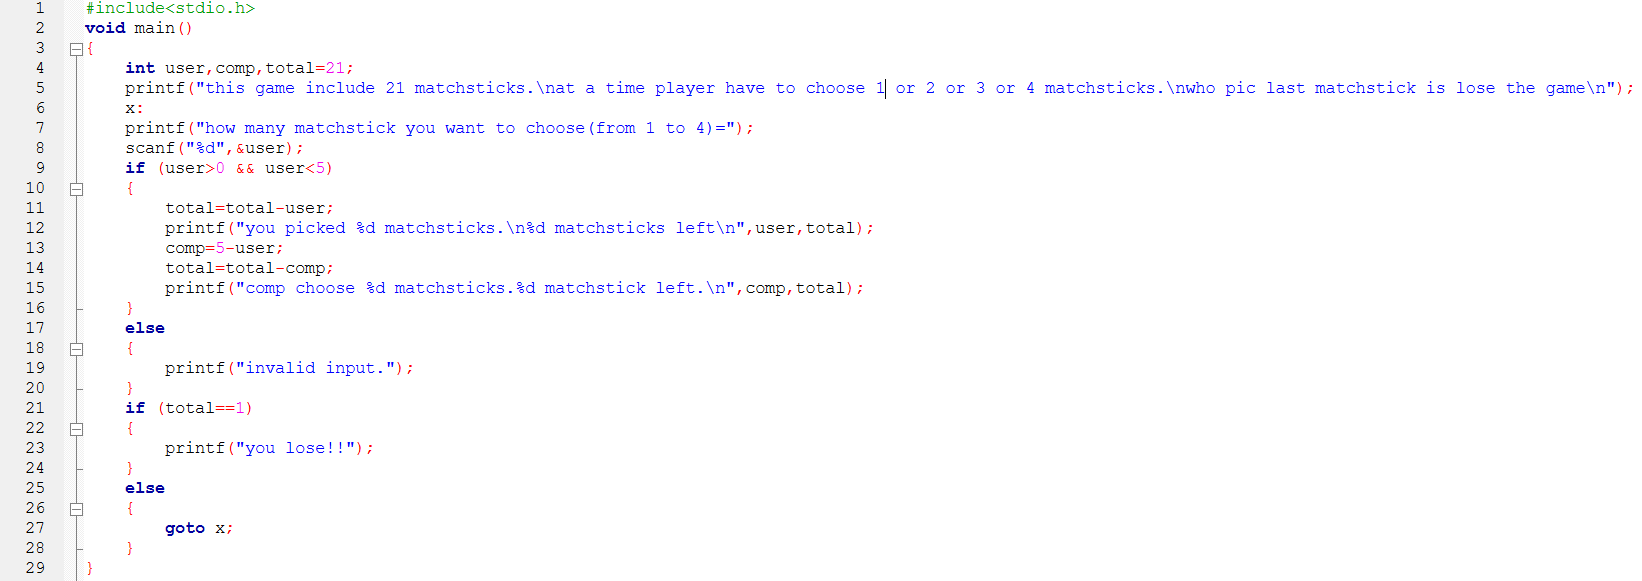 1 #include<stdio.h>
2 void main()
3 {
4 int user,comp,total=21;
5 printf("this game include 21 matchsticks.\nat a time player have to choose 1 or 2 or 3 or 4 matchsticks.\nwho pic last matchstick is lose the game\n");
6 x:
7 printf("how many matchstick you want to choose(from 1 to 4)=");
8 scanf("%d",&user);
9 if (user>0 && user<5)
10 {
11 total=total-user;
12 printf("you picked %d matchsticks.\n%d matchsticks left\n",user,total);
13 comp=5-user;
14 total=total-comp;
15 printf("comp choose %d matchsticks.%d matchstick left.\n",comp,total);
16 }
17 else
18 {
19 printf("invalid input.");
20 }
21 if (total==1)
22 {
23 printf("you lose!!");
24 }
25 else
26 {
27 goto x;
28 }
29 }